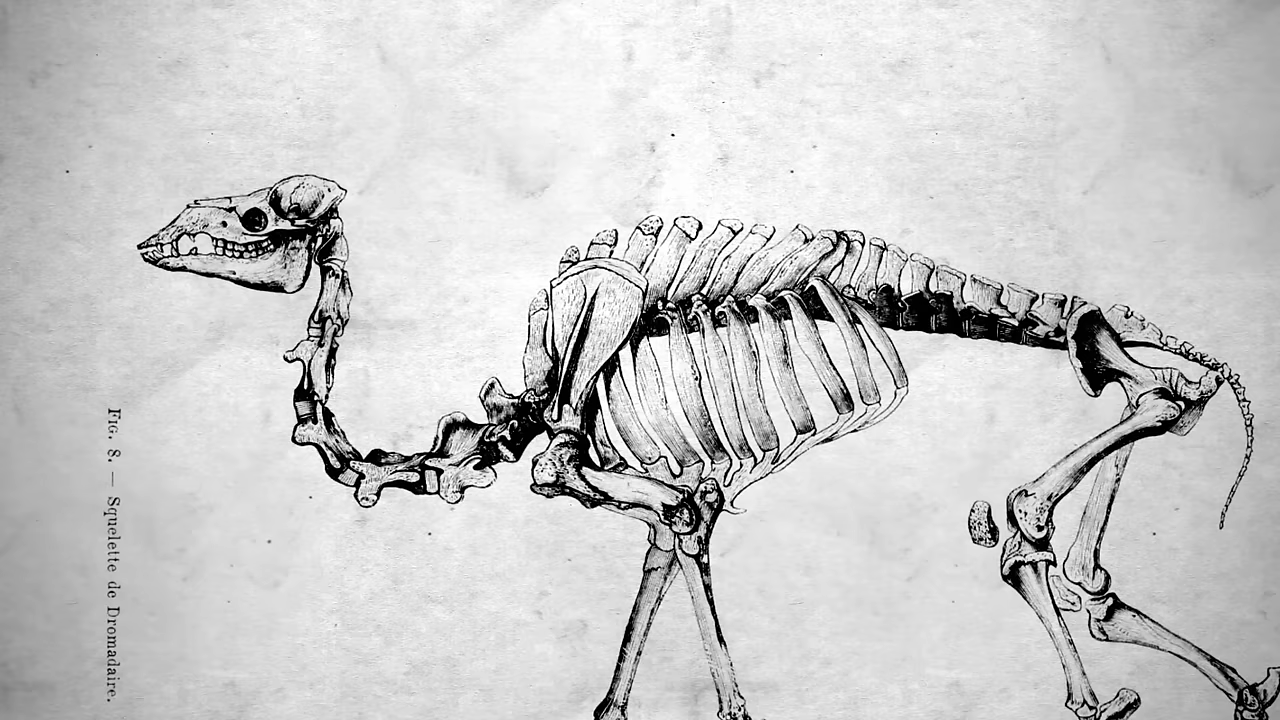 Fig. 8. — Squelette de Dromadaire.